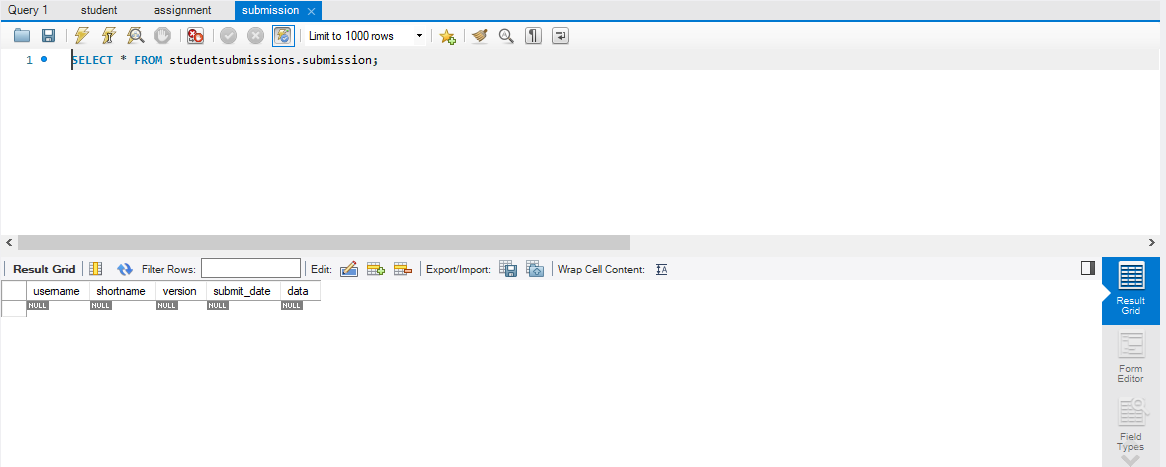 Query 1 student assignment submission
Limit to 1000 rows
1 SELECT * FROM studentsubmissions.submission;
Result Grid Filter Rows: Edit: Export/Import: Wrap Cell Content:
username shortname version submit_date data
NULL NULL NULL NULL NULL
Result
Grid
Form
Editor
Field
Types